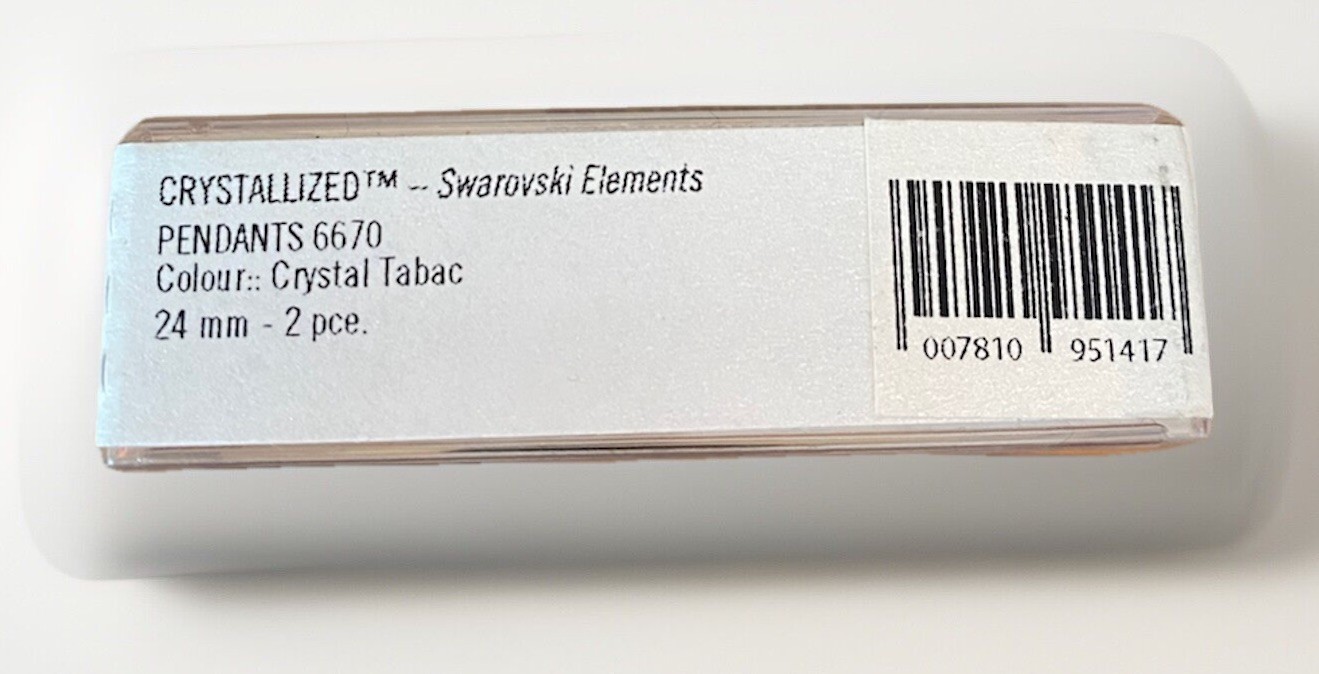 CRYSTALLIZED™ -- Swarovski Elements
PENDANTS 6670
Colour:: Crystal Tabac
24 mm - 2 pce.
007810 951417